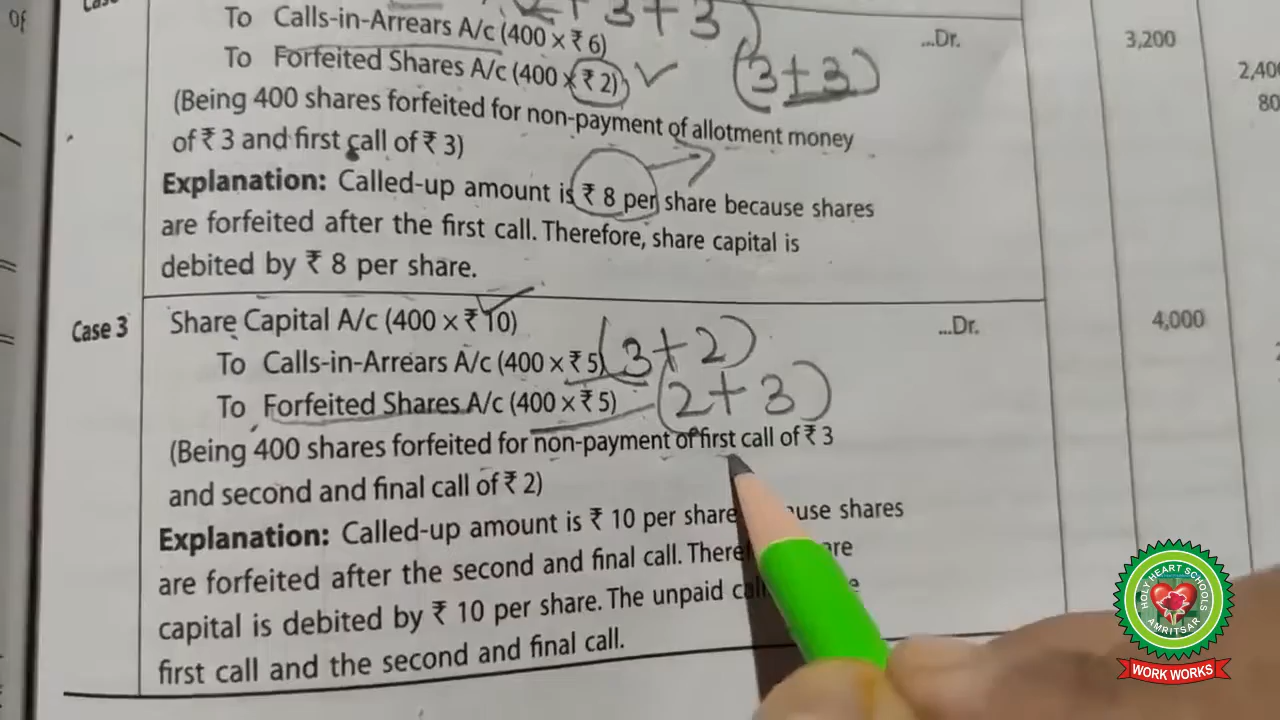 Of
To Calls-in-Arrears A/c (400 x ₹ 6)
+ 3 + 3)
...Dr.
3,200
To Forfeited Shares A/c (400 x ₹ 2)
(3+3)
2,400
80
(Being 400 shares forfeited for non-payment of allotment money
of ₹ 3 and first call of ₹ 3)
Explanation: Called-up amount is ₹ 8 per share because shares
are forfeited after the first call. Therefore, share capital is
debited by ₹ 8 per share.
Case 3
Share Capital A/c (400 x ₹ 10)
...Dr.
4,000
To Calls-in-Arrears A/c (400 x ₹ 5)
(3+2)
To Forfeited Shares A/c (400 x ₹ 5)
(2+3)
(Being 400 shares forfeited for non-payment of first call of ₹ 3
and second and final call of ₹ 2)
Explanation: Called-up amount is ₹ 10 per share shares
are forfeited after the second and final call.
capital is debited by ₹ 10 per share. The unpaid
first call and the second and final call.
HOLY HEART SCHOOLS
AMRITSAR
WORK WORKS